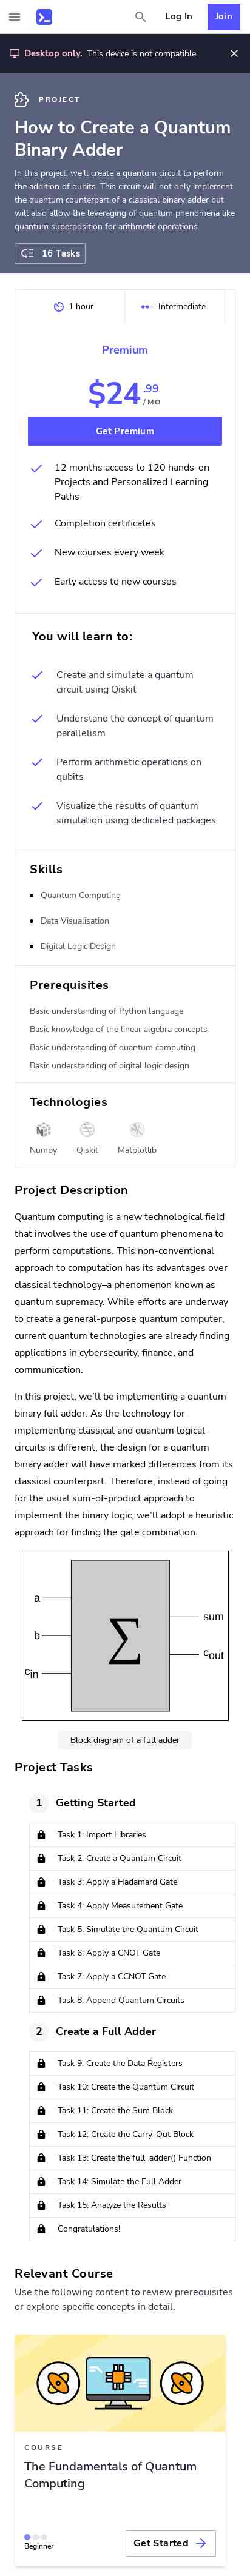 Log In
Join
Desktop only. This device is not compatible.
PROJECT
How to Create a Quantum
Binary Adder
In this project, we'll create a quantum circuit to perform
the addition of qubits. This circuit will not only implement
the quantum counterpart of a classical binary adder but
will also allow the leveraging of quantum phenomena like
quantum superposition for arithmetic operations.
16 Tasks
1 hour
Intermediate
Premium
$24.99
/ MO
Get Premium
12 months access to 120 hands-on
Projects and Personalized Learning
Paths
Completion certificates
New courses every week
Early access to new courses
You will learn to:
Create and simulate a quantum
circuit using Qiskit
Understand the concept of quantum
parallelism
Perform arithmetic operations on
qubits
Visualize the results of quantum
simulation using dedicated packages
Skills
Quantum Computing
Data Visualisation
Digital Logic Design
Prerequisites
Basic understanding of Python language
Basic knowledge of the linear algebra concepts
Basic understanding of quantum computing
Basic understanding of digital logic design
Technologies
Numpy
Qiskit
Matplotlib
Project Description
Quantum computing is a new technological field
that involves the use of quantum phenomena to
perform computations. This non-conventional
approach to computation has its advantages over
classical technology–a phenomenon known as
quantum supremacy. While efforts are underway
to create a general-purpose quantum computer,
current quantum technologies are already finding
applications in cybersecurity, finance, and
communication.
In this project, we'll be implementing a quantum
binary full adder. As the technology for
implementing classical and quantum logical
circuits is different, the design for a quantum
binary adder will have marked differences from its
classical counterpart. Therefore, instead of going
for the usual sum-of-product approach to
implement the binary logic, we'll adopt a heuristic
approach for finding the gate combination.
a
b
cin
Σ
sum
cout
Block diagram of a full adder
Project Tasks
1 Getting Started
Task 1: Import Libraries
Task 2: Create a Quantum Circuit
Task 3: Apply a Hadamard Gate
Task 4: Apply Measurement Gate
Task 5: Simulate the Quantum Circuit
Task 6: Apply a CNOT Gate
Task 7: Apply a CCNOT Gate
Task 8: Append Quantum Circuits
2 Create a Full Adder
Task 9: Create the Data Registers
Task 10: Create the Quantum Circuit
Task 11: Create the Sum Block
Task 12: Create the Carry-Out Block
Task 13: Create the full_adder() Function
Task 14: Simulate the Full Adder
Task 15: Analyze the Results
Congratulations!
Relevant Course
Use the following content to review prerequisites
or explore specific concepts in detail.
COURSE
The Fundamentals of Quantum
Computing
Beginner
Get Started